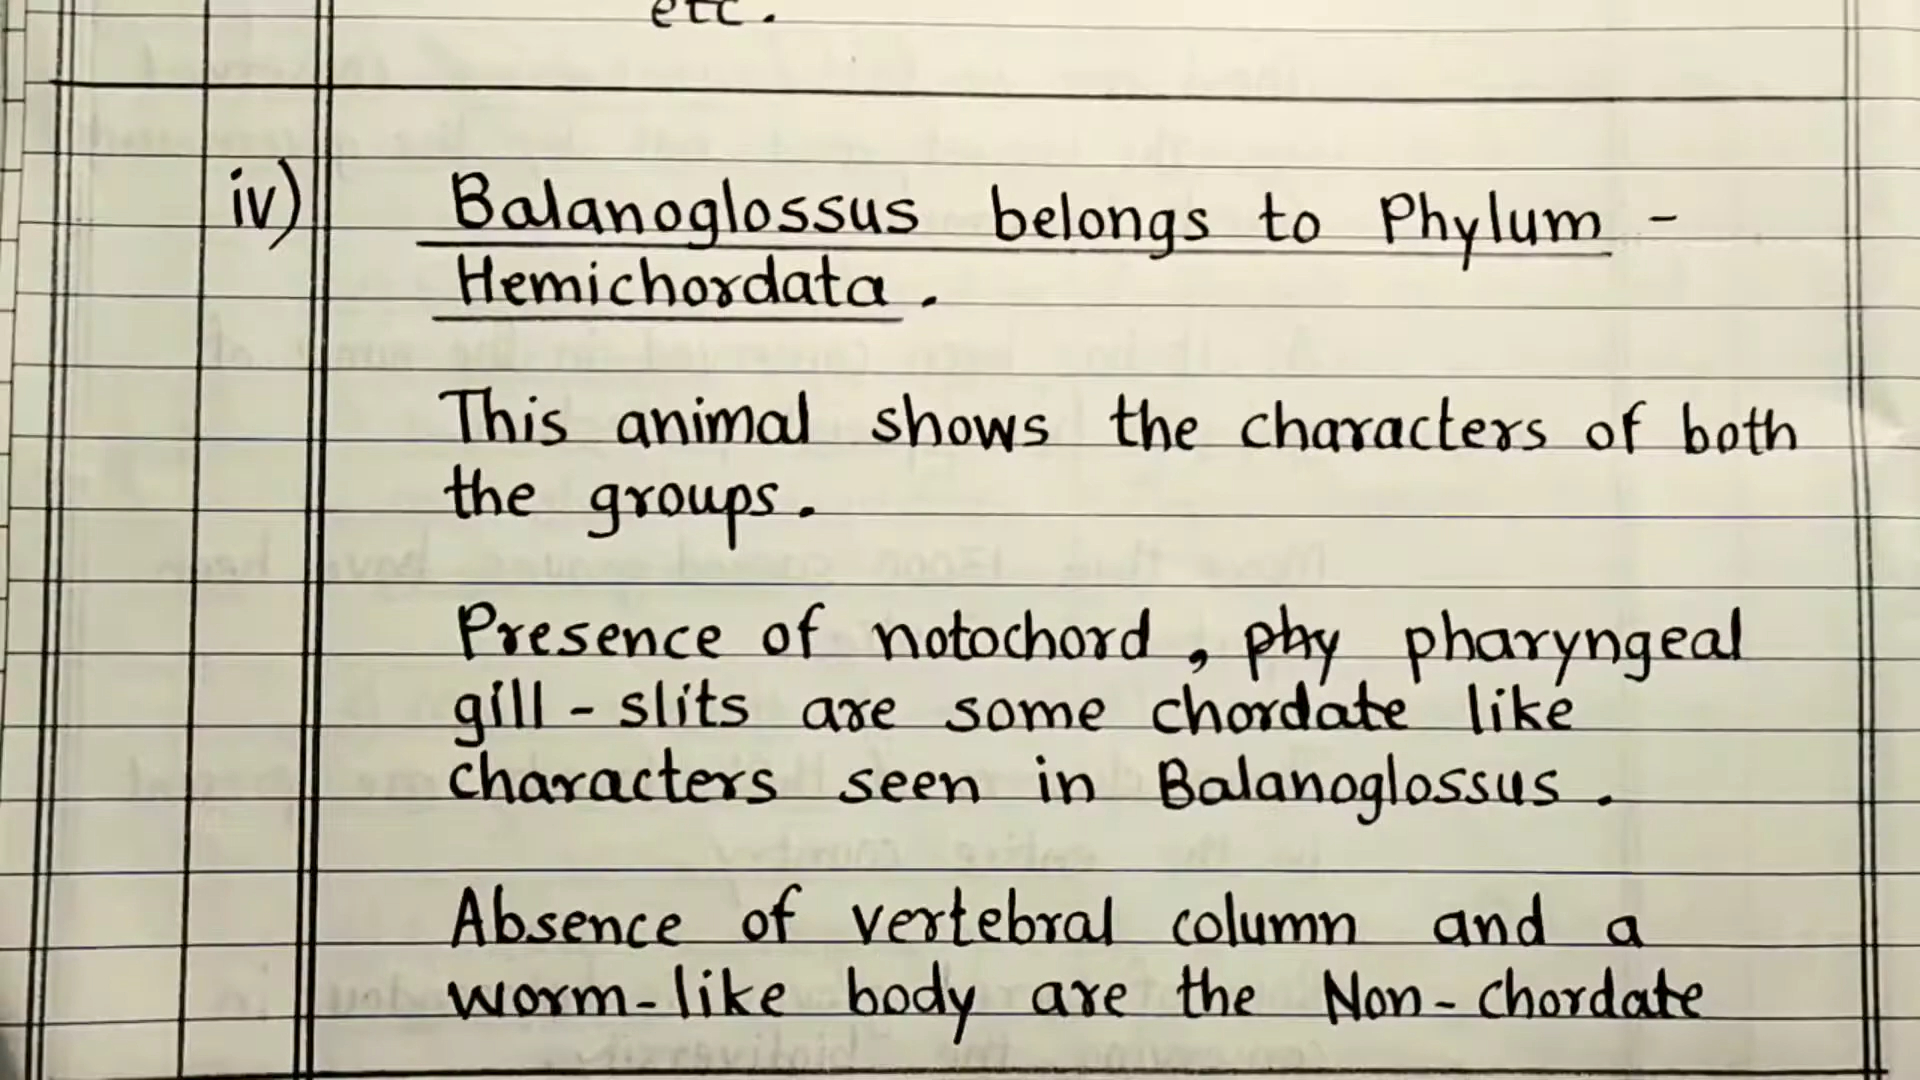 etc.
iv) Balanoglossus belongs to Phylum -
Hemichordata.
This animal shows the characters of both
the groups.
Presence of notochord, phy pharyngeal
gill - slits are some chordate like
characters seen in Balanoglossus.
Absence of vertebral column and a
worm-like body are the Non-chordate